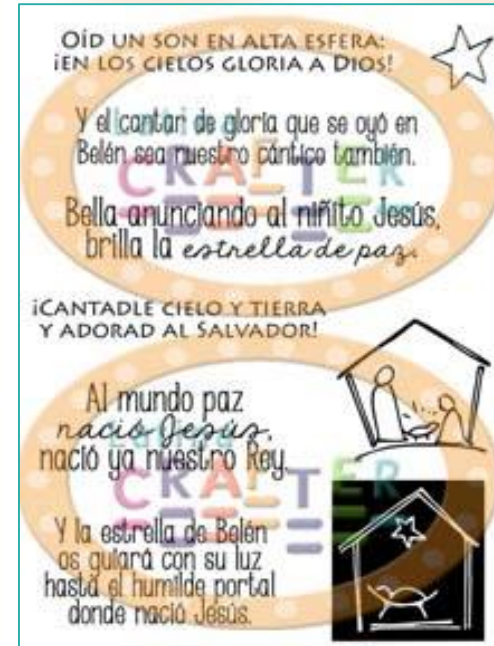 OÍD UN SON EN ALTA ESFERA:
¡EN LOS CIELOS GLORIA A DIOS!
Y el cantar de gloria que se oyó en
Belén sea nuestro cántico también.
Bella anunciando al niñito Jesús,
brilla la estrella de paz.
¡CANTADLE CIELO Y TIERRA
Y ADORAD AL SALVADOR!
Al mundo paz
nació Jesús,
nació ya nuestro Rey.
Y la estrella de Belén
os guiará con su luz
hasta el humilde portal
donde nació Jesús.
CRAFTER
CRAFTER